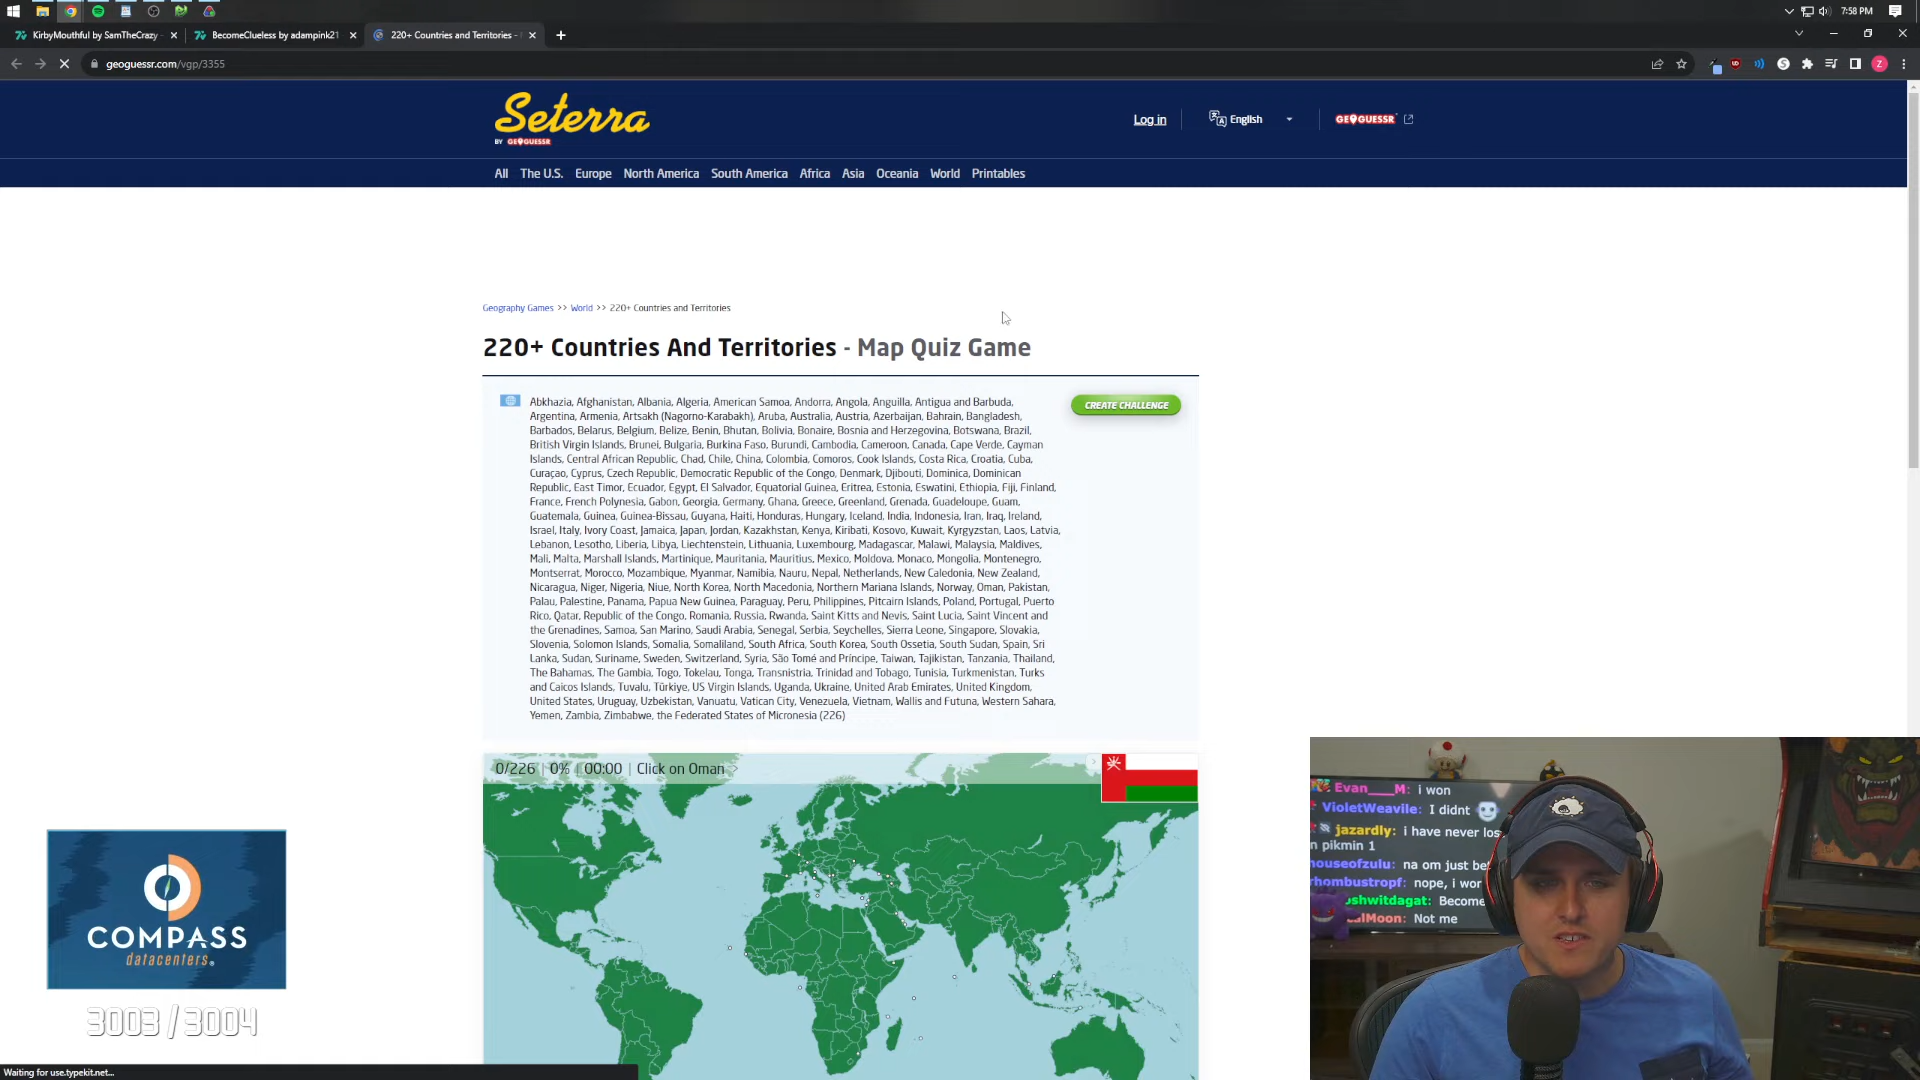 7:58 PM
KirbyMouthful by SamTheCrazy
BecomeClueless by adampink21
220+ Countries and Territories -
geoguessr.com/vgp/3355
Seterra
BY GEOGUESSR
Log in
English
GEOGUESSR
All The U.S. Europe North America South America Africa Asia Oceania World Printables
Geography Games >> World >> 220+ Countries and Territories
220+ Countries And Territories - Map Quiz Game
Abkhazia, Afghanistan, Albania, Algeria, American Samoa, Andorra, Angola, Anguilla, Antigua and Barbuda,
Argentina, Armenia, Artsakh (Nagorno-Karabakh), Aruba, Australia, Austria, Azerbaijan, Bahrain, Bangladesh,
Barbados, Belarus, Belgium, Belize, Benin, Bhutan, Bolivia, Bonaire, Bosnia and Herzegovina, Botswana, Brazil,
British Virgin Islands, Brunei, Bulgaria, Burkina Faso, Burundi, Cambodia, Cameroon, Canada, Cape Verde, Cayman
Islands, Central African Republic, Chad, Chile, China, Colombia, Comoros, Cook Islands, Costa Rica, Croatia, Cuba,
Curaçao, Cyprus, Czech Republic, Democratic Republic of the Congo, Denmark, Djibouti, Dominica, Dominican
Republic, East Timor, Ecuador, Egypt, El Salvador, Equatorial Guinea, Eritrea, Estonia, Eswatini, Ethiopia, Fiji, Finland,
France, French Polynesia, Gabon, Georgia, Germany, Ghana, Greece, Greenland, Grenada, Guadeloupe, Guam,
Guatemala, Guinea, Guinea-Bissau, Guyana, Haiti, Honduras, Hungary, Iceland, India, Indonesia, Iran, Iraq, Ireland,
Israel, Italy, Ivory Coast, Jamaica, Japan, Jordan, Kazakhstan, Kenya, Kiribati, Kosovo, Kuwait, Kyrgyzstan, Laos, Latvia,
Lebanon, Lesotho, Liberia, Libya, Liechtenstein, Lithuania, Luxembourg, Madagascar, Malawi, Malaysia, Maldives,
Mali, Malta, Marshall Islands, Martinique, Mauritania, Mauritius, Mexico, Moldova, Monaco, Mongolia, Montenegro,
Montserrat, Morocco, Mozambique, Myanmar, Namibia, Nauru, Nepal, Netherlands, New Caledonia, New Zealand,
Nicaragua, Niger, Nigeria, Niue, North Korea, North Macedonia, Northern Mariana Islands, Norway, Oman, Pakistan,
Palau, Palestine, Panama, Papua New Guinea, Paraguay, Peru, Philippines, Pitcairn Islands, Poland, Portugal, Puerto
Rico, Qatar, Republic of the Congo, Romania, Russia, Rwanda, Saint Kitts and Nevis, Saint Lucia, Saint Vincent and
the Grenadines, Samoa, San Marino, Saudi Arabia, Senegal, Serbia, Seychelles, Sierra Leone, Singapore, Slovakia,
Slovenia, Solomon Islands, Somalia, Somaliland, South Africa, South Korea, South Ossetia, South Sudan, Spain, Sri
Lanka, Sudan, Suriname, Sweden, Switzerland, Syria, São Tomé and Príncipe, Taiwan, Tajikistan, Tanzania, Thailand,
The Bahamas, The Gambia, Togo, Tokelau, Tonga, Transnistria, Trinidad and Tobago, Tunisia, Turkmenistan, Turks
and Caicos Islands, Tuvalu, Türkiye, US Virgin Islands, Uganda, Ukraine, United Arab Emirates, United Kingdom,
United States, Uruguay, Uzbekistan, Vanuatu, Vatican City, Venezuela, Vietnam, Wallis and Futuna, Western Sahara,
Yemen, Zambia, Zimbabwe, the Federated States of Micronesia (226)
CREATE CHALLENGE
0/226 | 0% | 00:00 | Click on Oman
COMPASS
datacenters®
3003 / 3004
Evan___M: i won
VioletWeavile: I didnt
jazardly: i have never los
n pikmin 1
houseofzulu: na om just be
rhombustropf: nope, i wor
oshwitdagat: Become
alMoon: Not me
Waiting for use.typekit.net...